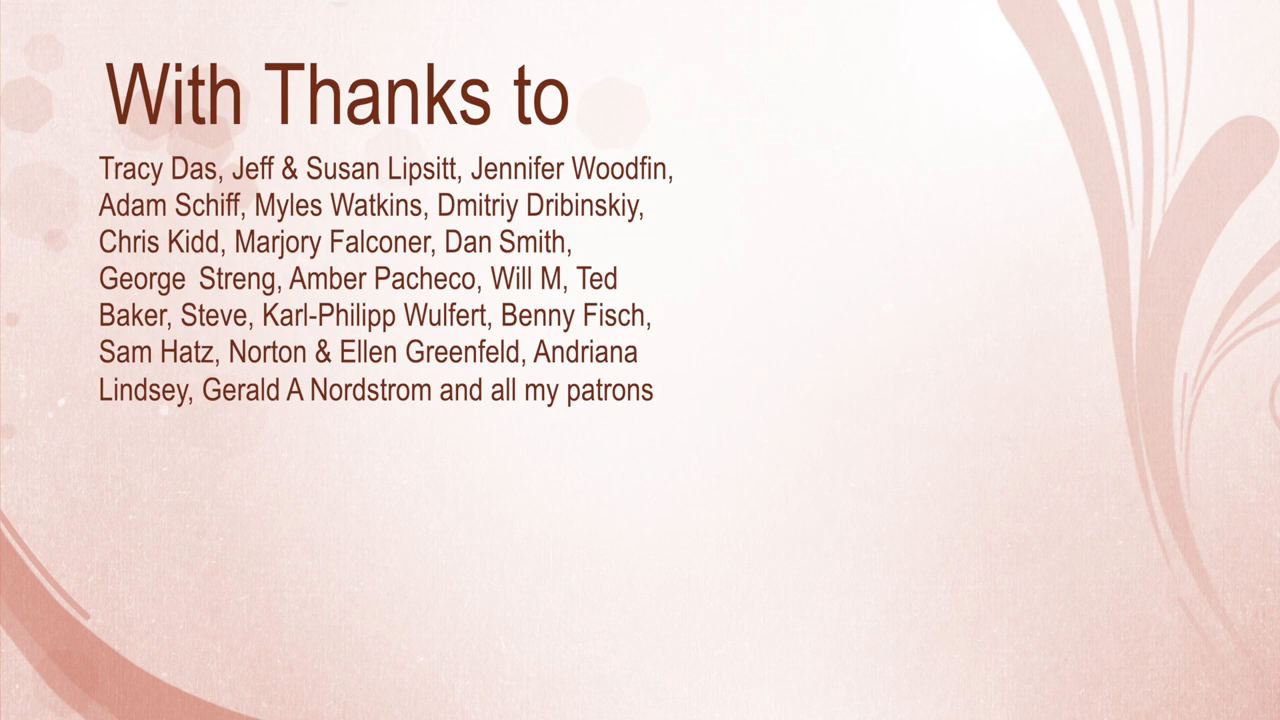 With Thanks to
Tracy Das, Jeff & Susan Lipsitt, Jennifer Woodfin,
Adam Schiff, Myles Watkins, Dmitriy Dribinskiy,
Chris Kidd, Marjory Falconer, Dan Smith,
George Streng, Amber Pacheco, Will M, Ted
Baker, Steve, Karl-Philipp Wulfert, Benny Fisch,
Sam Hatz, Norton & Ellen Greenfeld, Andriana
Lindsey, Gerald A Nordstrom and all my patrons